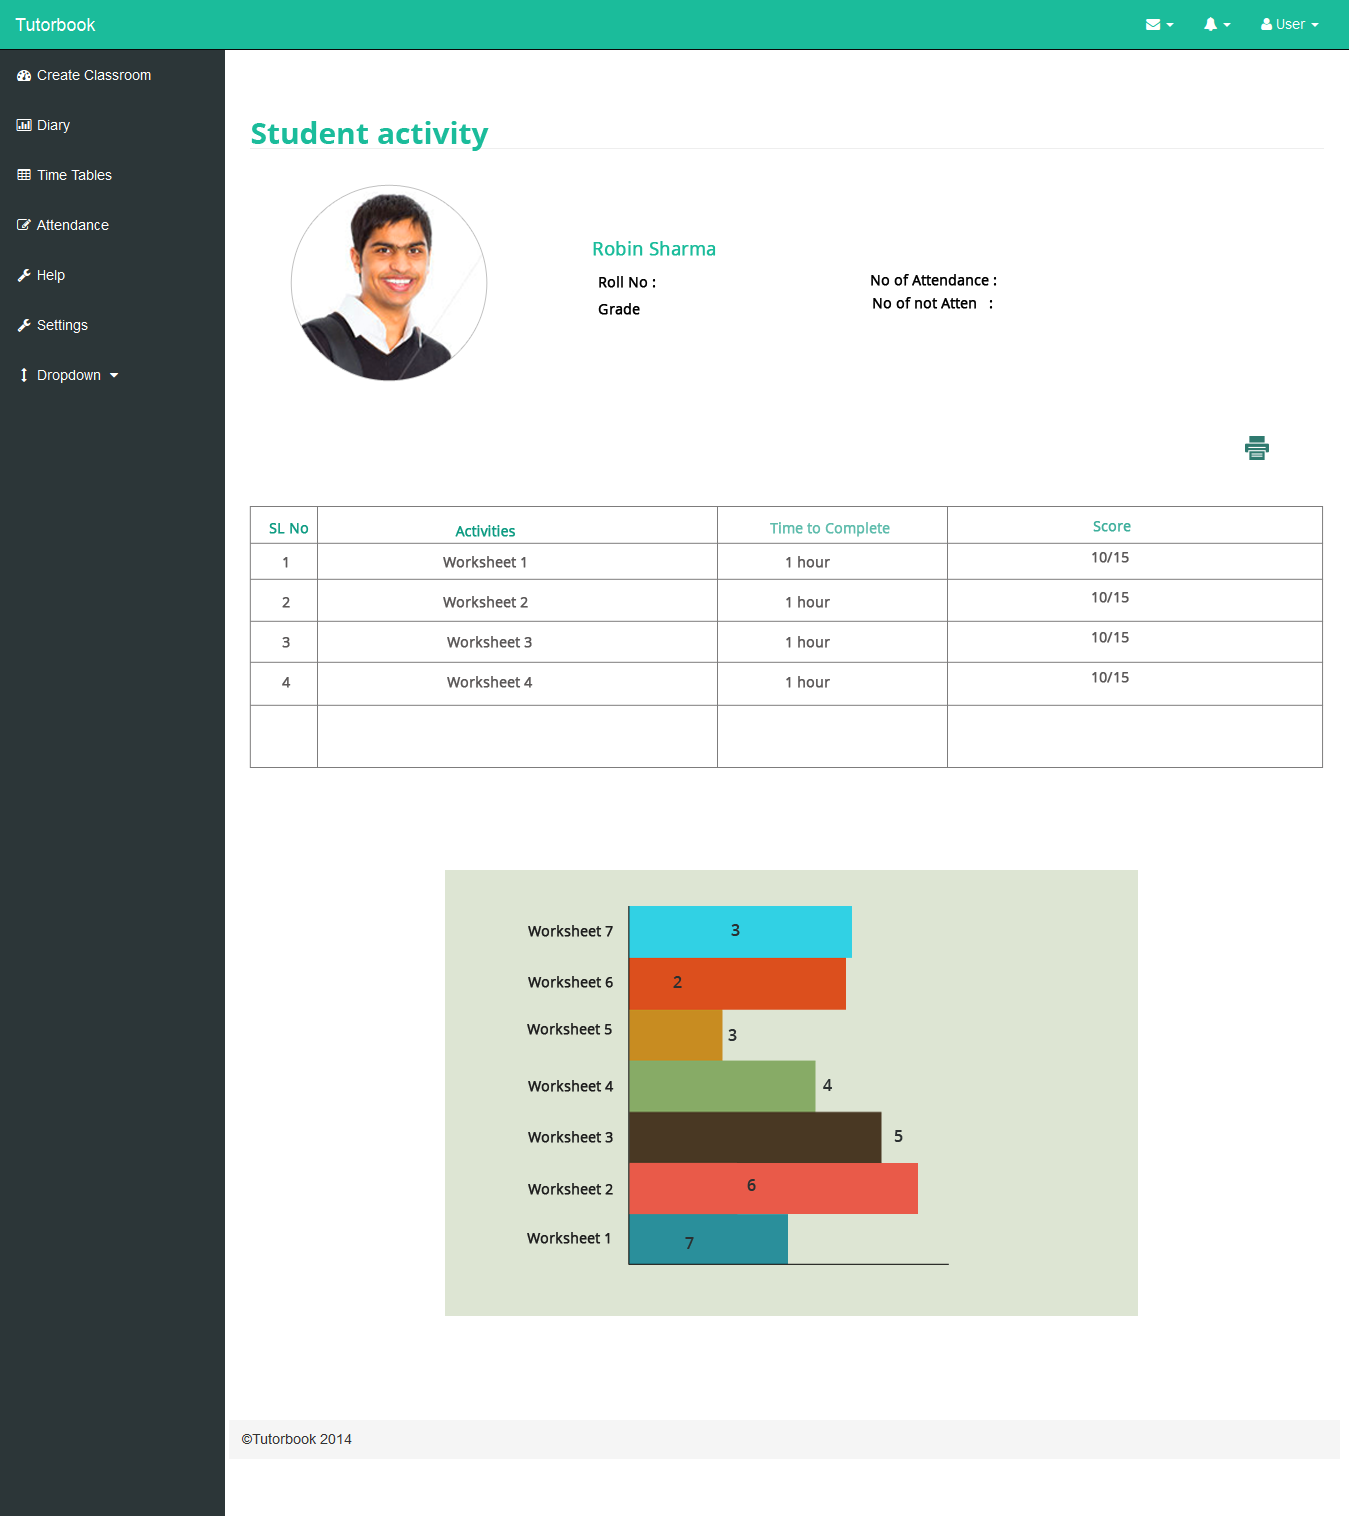 Tutorbook
User
Create Classroom
Diary
Time Tables
Attendance
Help
Settings
Dropdown
Student activity
Robin Sharma
Roll No :
No of Attendance :
Grade
No of not Atten :
SL No Activities Time to Complete Score
1 Worksheet 1 1 hour 10/15
2 Worksheet 2 1 hour 10/15
3 Worksheet 3 1 hour 10/15
4 Worksheet 4 1 hour 10/15
Worksheet 7 3
Worksheet 6 2
Worksheet 5 3
Worksheet 4 4
Worksheet 3 5
Worksheet 2 6
Worksheet 1 7
©Tutorbook 2014